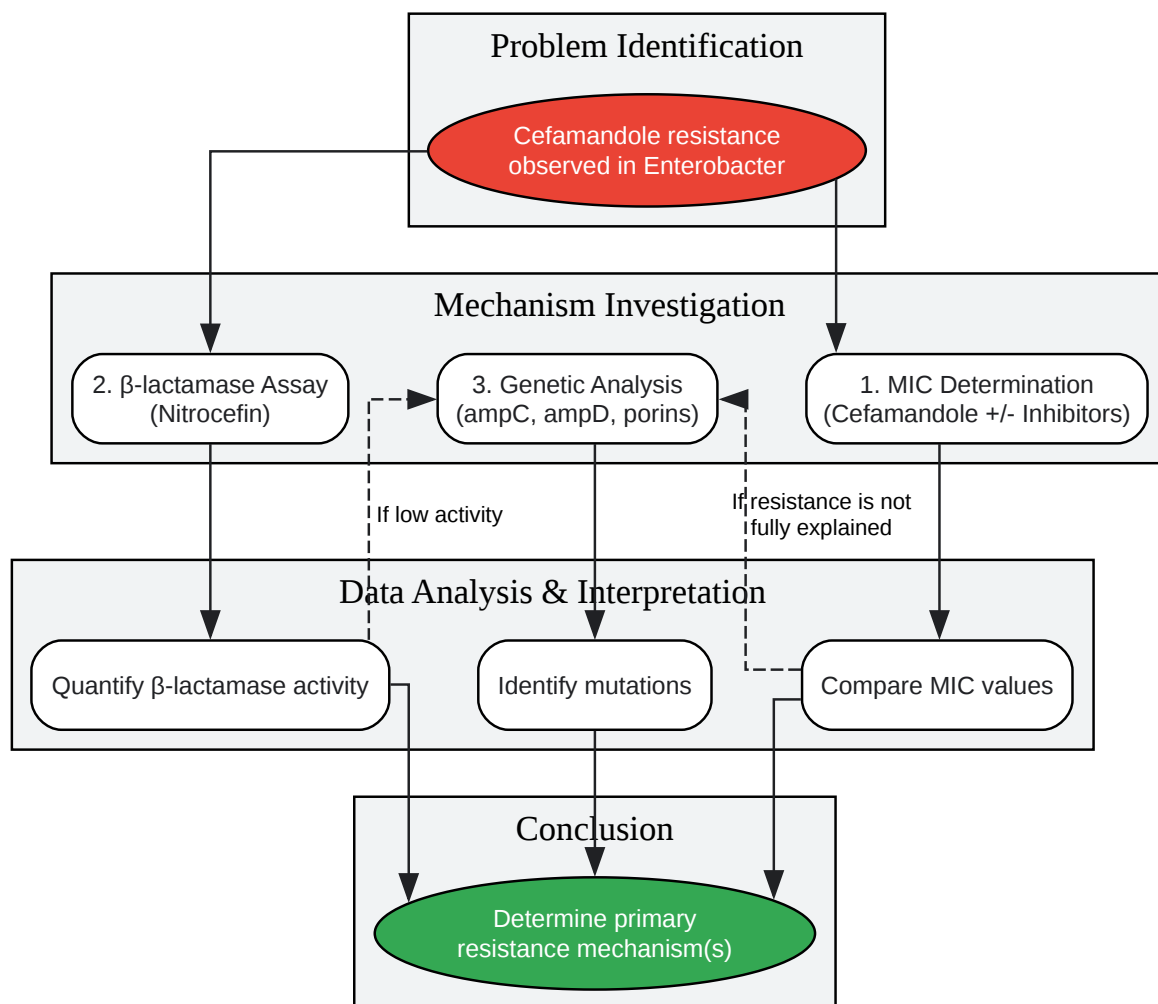 Problem Identification
Cefamandole resistance
observed in Enterobacter
Mechanism Investigation
2. β-lactamase Assay
(Nitrocefin)
3. Genetic Analysis
(ampC, ampD, porins)
1. MIC Determination
(Cefamandole +/- Inhibitors)
If low activity
If resistance is not
fully explained
Data Analysis & Interpretation
Quantify β-lactamase activity
Identify mutations
Compare MIC values
Conclusion
Determine primary
resistance mechanism(s)